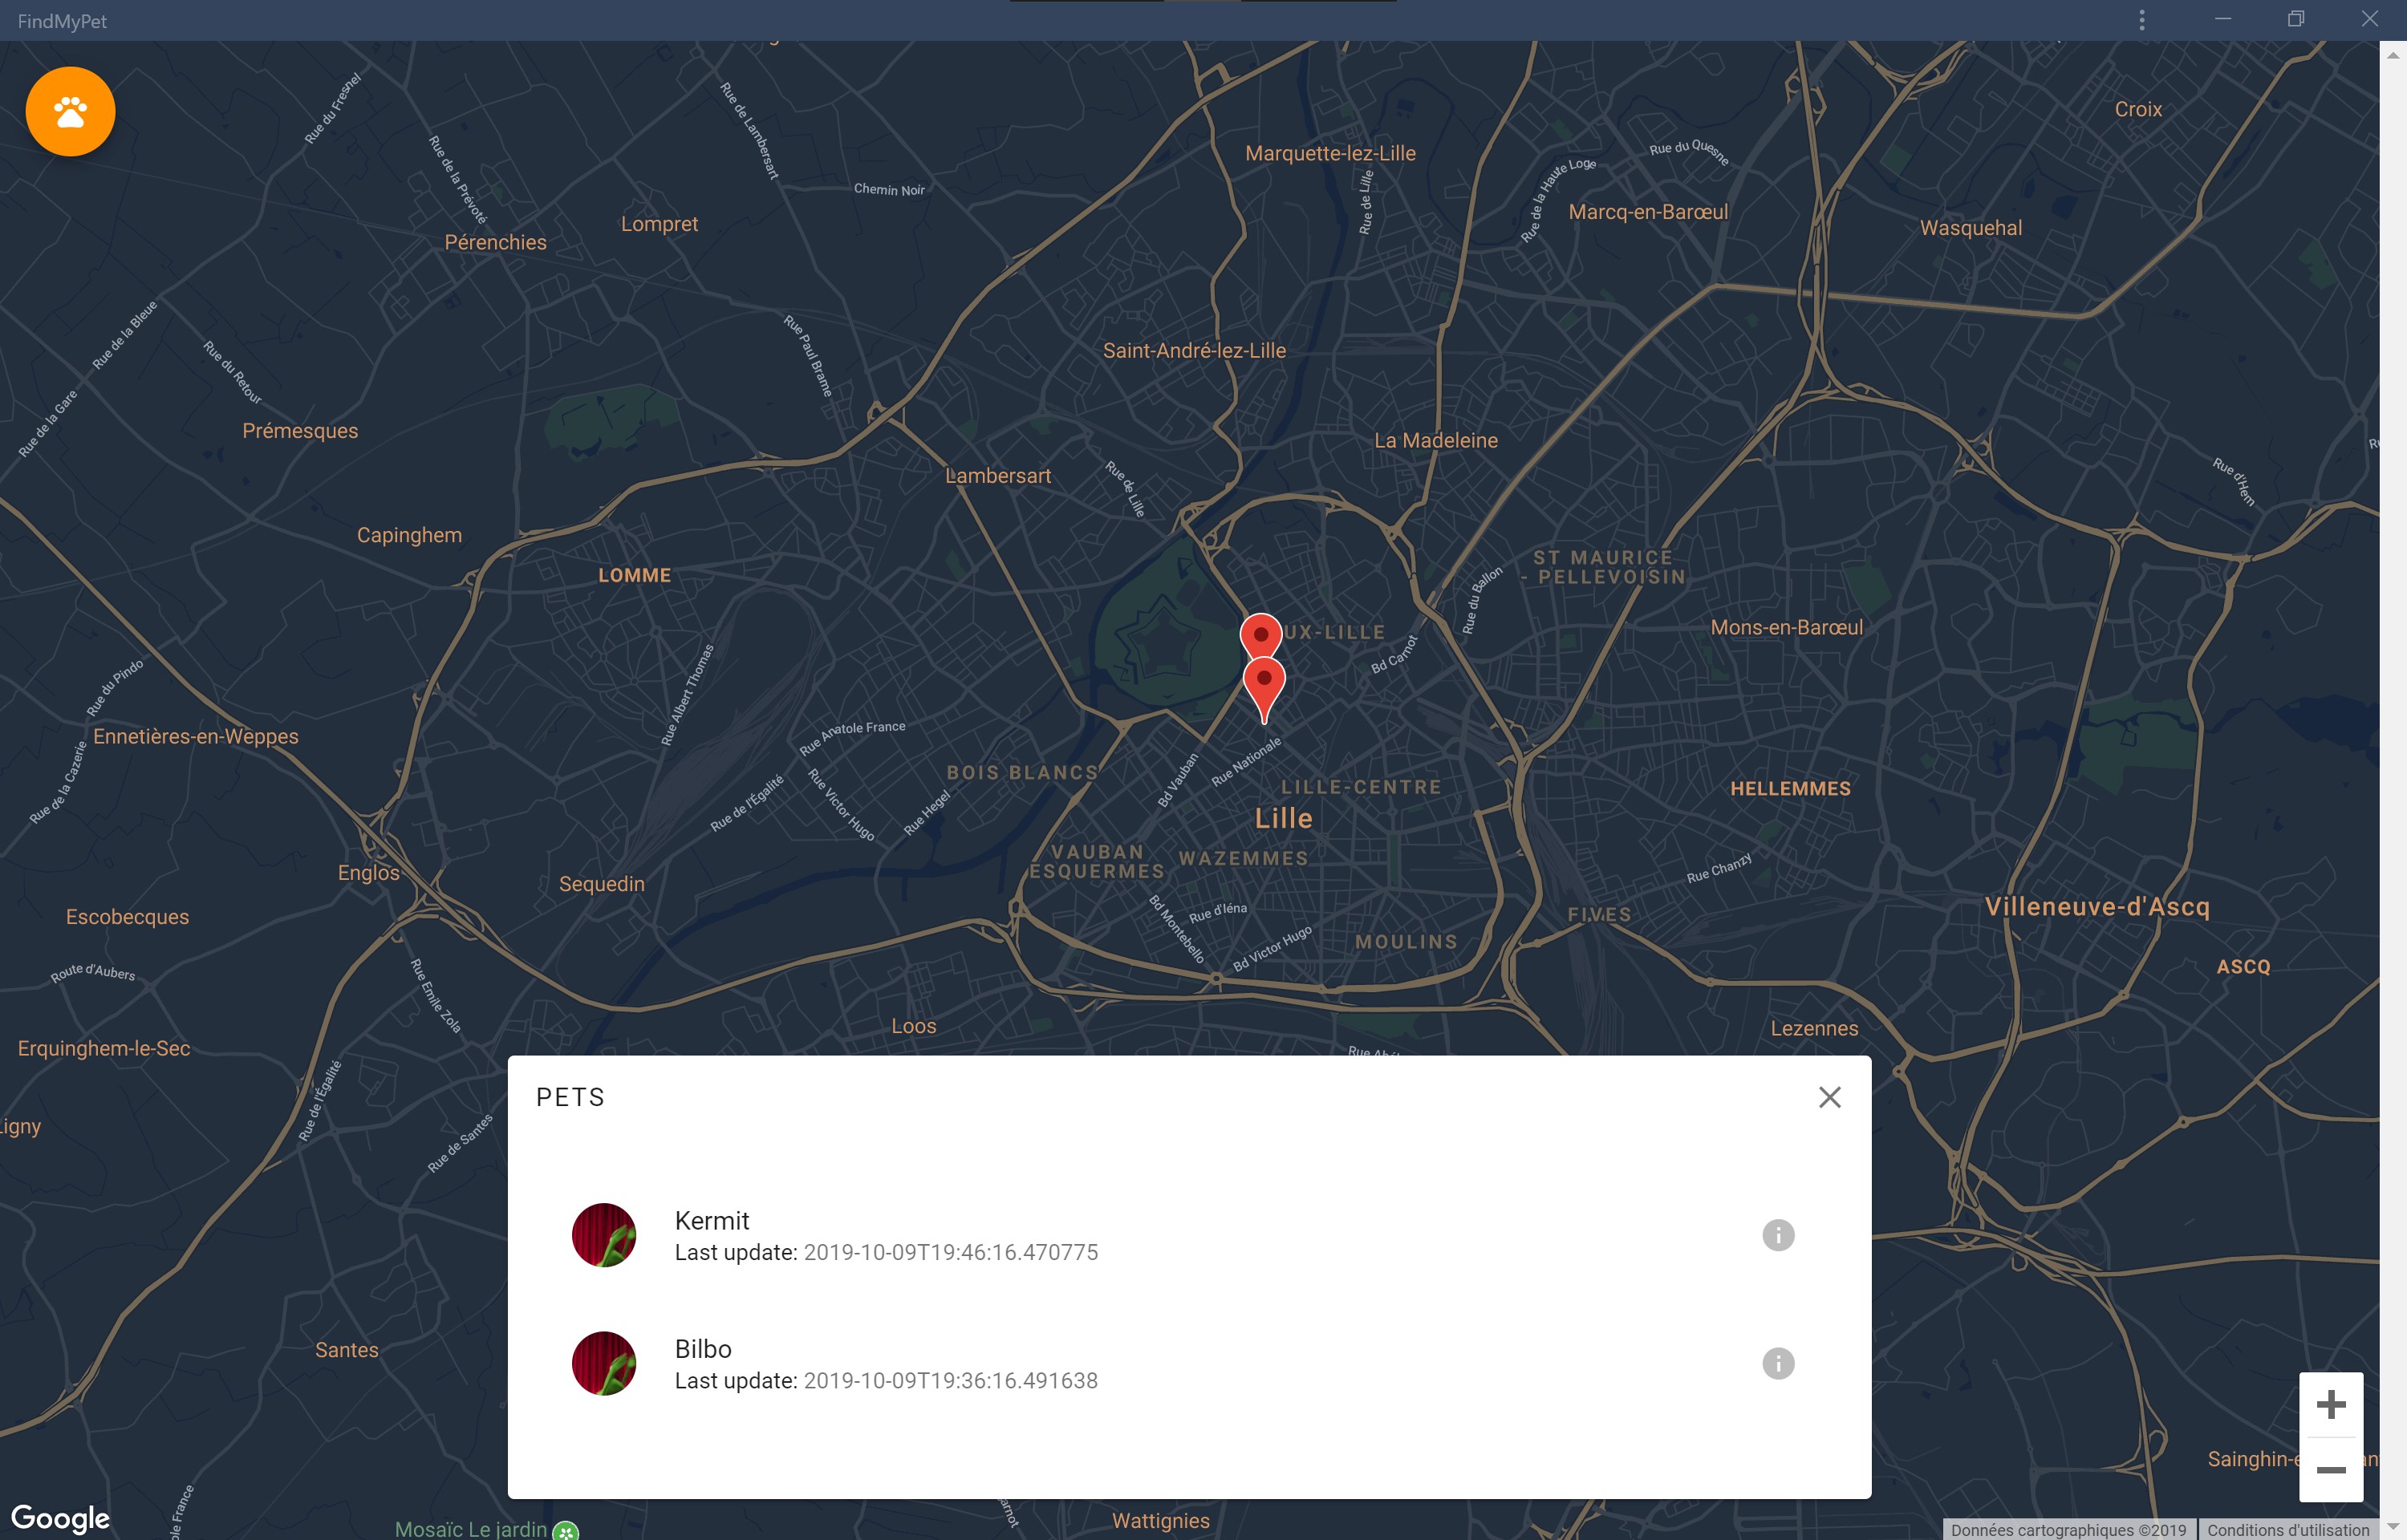 FindMyPet
Rue du Fresnel
Rue de Lambersart
Croix
Marquette-lez-Lille
Rue du Quesne
Rue de la Prévoté
Chemin Noir
Rue de Lille
Rue de la Haute Loge
Lompret
Marcq-en-Barœul
Wasquehal
Pérenchies
Rue de la Bleue
Rue du Retour
Rue Paul Brame
Saint-André-lez-Lille
Rue de la Gare
Prémesques
La Madeleine
Lambersart
Rue de Lille
Rue d'Hem
Capinghem
LOMME
ST MAURICE
- PELLEVOISIN
Rue du Ballon
UX-LILLE
Mons-en-Barœul
Bd Carnot
Rue du Pindo
Rue Albert Thomas
Ennetières-en-Weppes
Rue Anatole France
Rue Nationale
Rue de la Cazerie
BOIS BLANCS
Bd Vauban
LILLE-CENTRE
HELLEMMES
Rue de l'Égalité
Rue Victor Hugo
Rue Hegel
Lille
VAUBAN
ESQUERMES
WAZEMMES
Englos
Sequedin
Rue Chanzy
Escobecques
Bd Montebello
Rue d'Iéna
FIVES
Villeneuve-d'Ascq
Bd Victor Hugo
MOULINS
Route d'Aubers
Rue Emile Zola
ASCQ
Loos
Lezennes
Erquinghem-le-Sec
Rue de l'Égalité
PETS
igny
Rue de Santes
Kermit
Last update: 2019-10-09T19:46:16.470775
Bilbo
Last update: 2019-10-09T19:36:16.491638
Santes
Sainghin-e
Google
Mosaïc Le jardin
Wattignies
Données cartographiques ©2019
Conditions d'utilisation